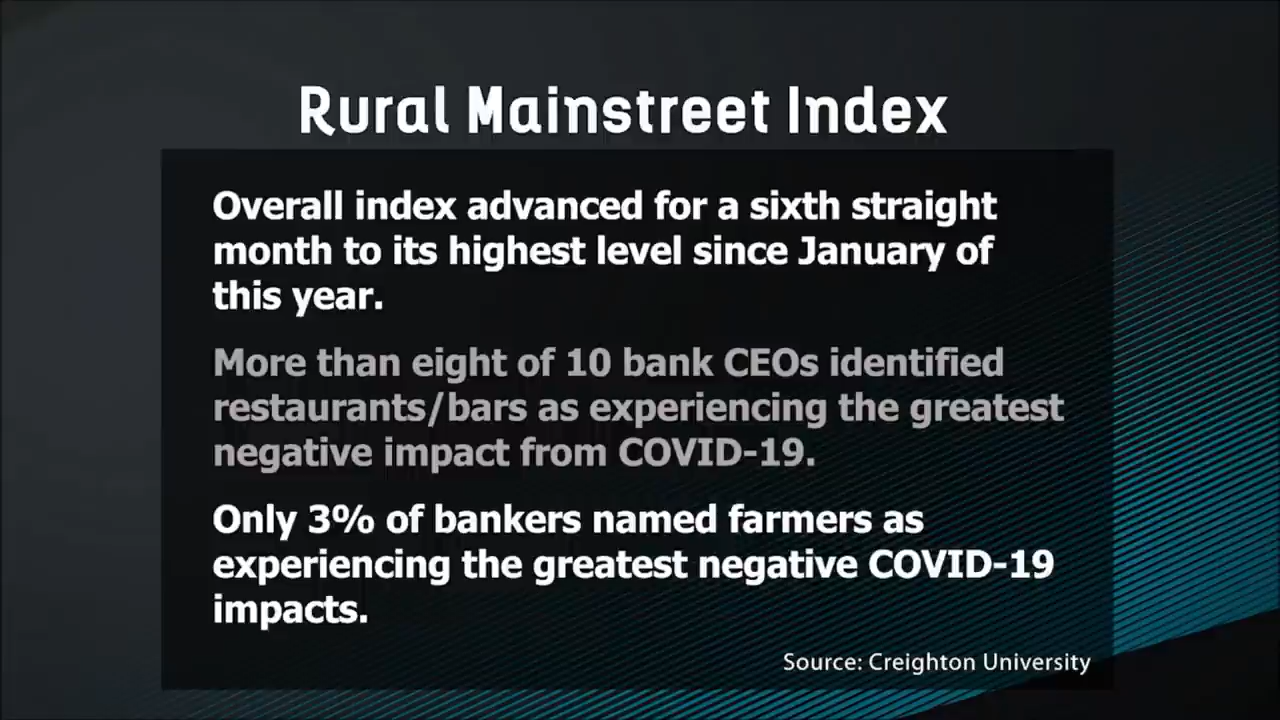 Rural Mainstreet Index
Overall index advanced for a sixth straight
month to its highest level since January of
this year.
More than eight of 10 bank CEOs identified
restaurants/bars as experiencing the greatest
negative impact from COVID-19.
Only 3% of bankers named farmers as
experiencing the greatest negative COVID-19
impacts.
Source: Creighton University